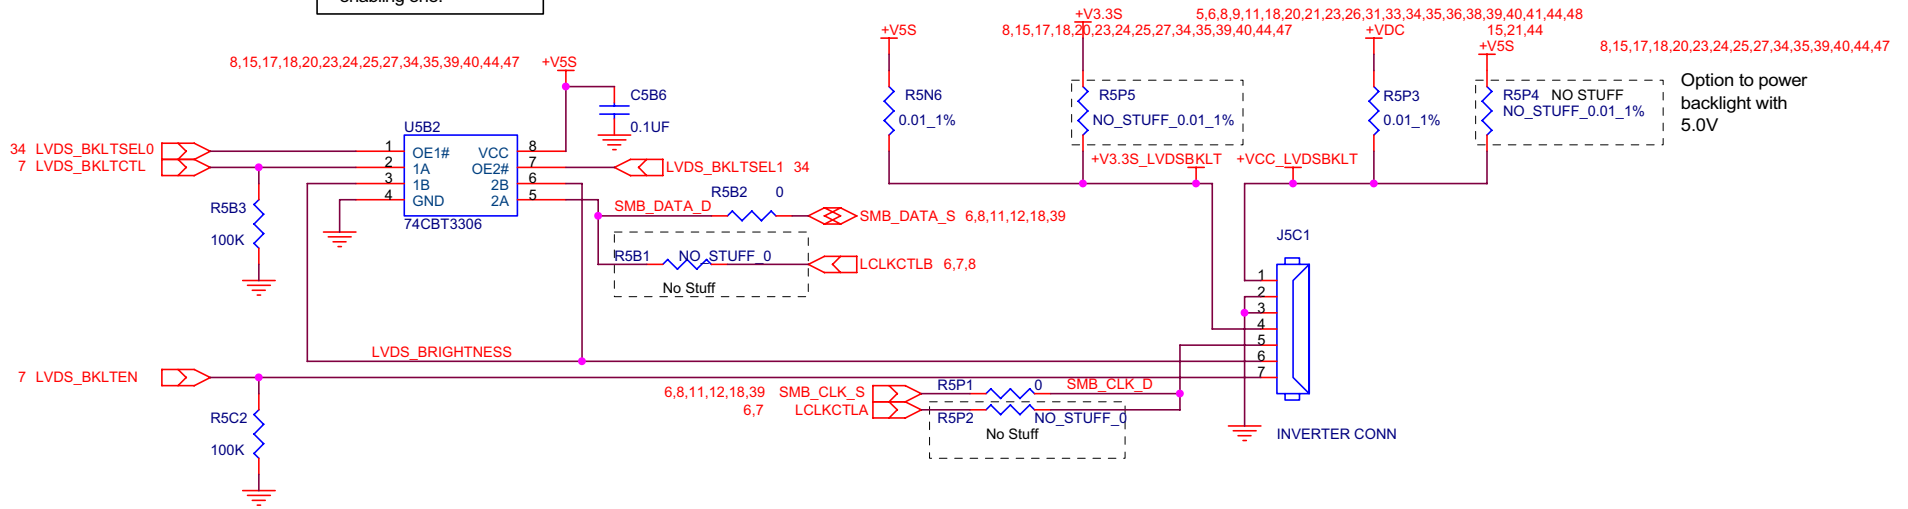 enabling one.
+V3.3S
5,6,8,9,11,18,20,21,23,26,31,33,34,35,36,38,39,40,41,44,48
+V5S
8,15,17,18,20,23,24,25,27,34,35,39,40,44,47
+VDC
15,21,44
+V5S
8,15,17,18,20,23,24,25,27,34,35,39,40,44,47
8,15,17,18,20,23,24,25,27,34,35,39,40,44,47
+V5S
Option to power
backlight with
5.0V
R5N6
0.01_1%
R5P5
NO_STUFF_0.01_1%
R5P3
0.01_1%
R5P4 NO STUFF
NO_STUFF_0.01_1%
C5B6
0.1UF
U5B2
34 LVDS_BKLTSEL0
7 LVDS_BKLTCTL
1 OE1# VCC 8
2 1A OE2# 7
3 1B 2B 6
4 GND 2A 5
74CBT3306
LVDS_BKLTSEL1 34
+V3.3S_LVDSBKLT
+VCC_LVDSBKLT
R5B3
100K
R5B2 0
SMB_DATA_D
SMB_DATA_S 6,8,11,12,18,39
R5B1 NO_STUFF_0
LCLKCTLB 6,7,8
No Stuff
J5C1
1
2
3
4
5
6
7
INVERTER CONN
LVDS_BRIGHTNESS
7 LVDS_BKLTEN
R5C2
100K
6,8,11,12,18,39 SMB_CLK_S
R5P1 0 SMB_CLK_D
6,7 LCLKCTLA
R5P2 NO_STUFF_0
No Stuff